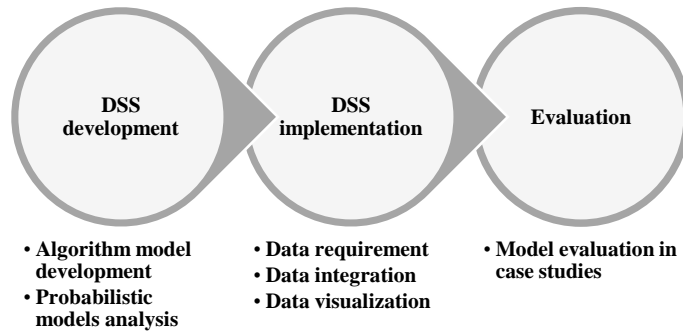 DSS
development
DSS
implementation
Evaluation
• Algorithm model
development
• Probabilistic
models analysis
• Data requirement
• Data integration
• Data visualization
• Model evaluation in
case studies